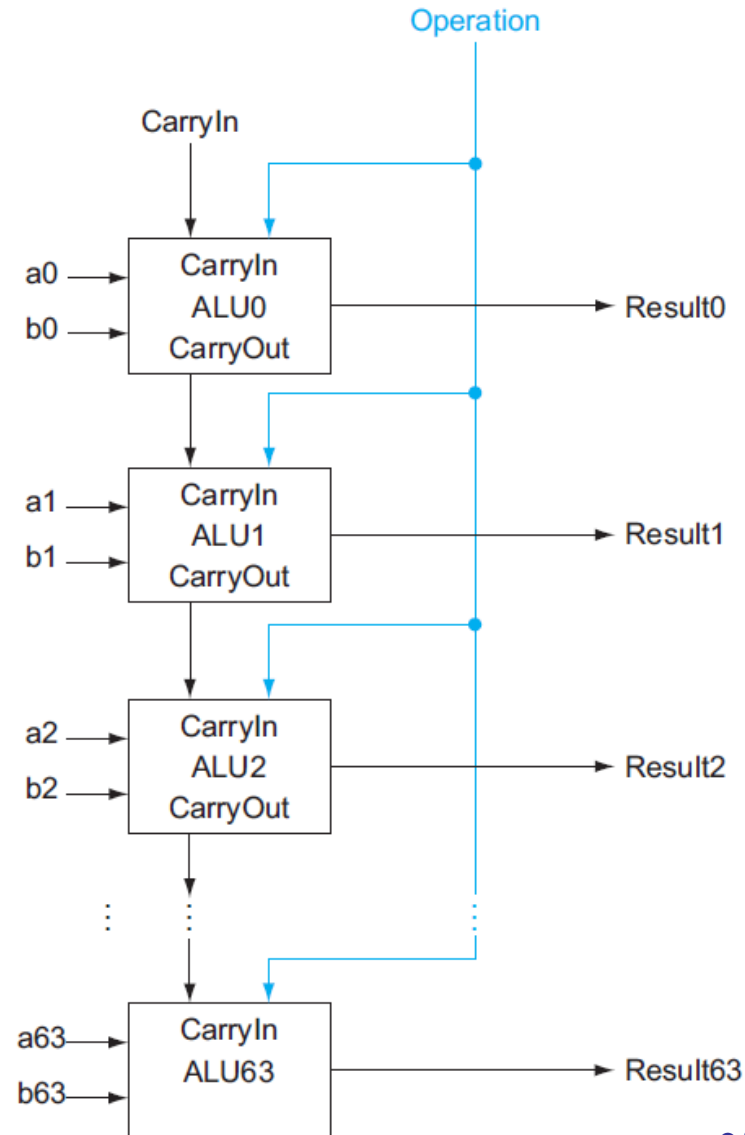 Operation
CarryIn
CarryIn
a0
ALU0
Result0
b0
CarryOut
CarryIn
a1
ALU1
Result1
b1
CarryOut
CarryIn
a2
ALU2
Result2
b2
CarryOut
CarryIn
a63
ALU63
Result63
b63